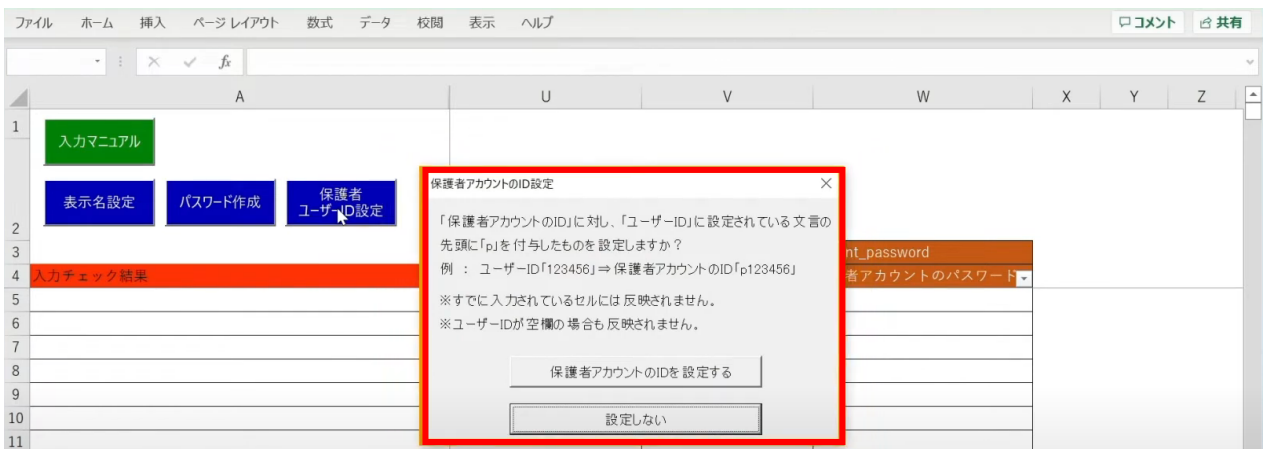 ファイル ホーム 挿入 ページ レイアウト 数式 データ 校閲 表示 ヘルプ コメント 共有
fx
A U V W X Y Z
1
入力マニュアル
表示名設定 パスワード作成 保護者
ユーザーID設定
2
保護者アカウントのID設定
「保護者アカウントのID」に対し、「ユーザーID」に設定されている文言の
先頭に「p」を付与したものを設定しますか？
例 ： ユーザーID「123456」⇒保護者アカウントのID「p123456」
※すでに入力されているセルには反映されません。
※ユーザーIDが空欄の場合も反映されません。
保護者アカウントのIDを設定する
設定しない
3 nt_password
4 入力チェック結果 者アカウントのパスワード
5
6
7
8
9
10
11